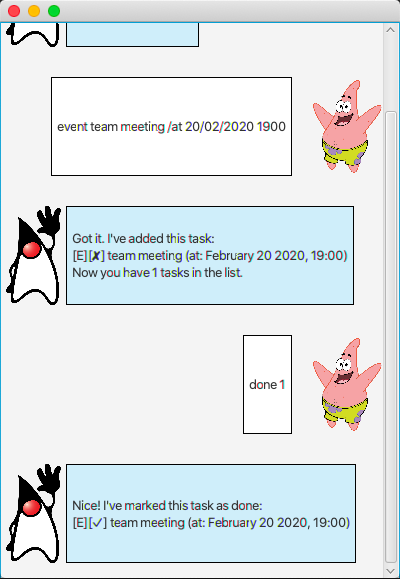 event team meeting /at 20/02/2020 1900
Got it. I've added this task:
[E][✘] team meeting (at: February 20 2020, 19:00)
Now you have 1 tasks in the list.
done 1
Nice! I've marked this task as done:
[E][✓] team meeting (at: February 20 2020, 19:00)